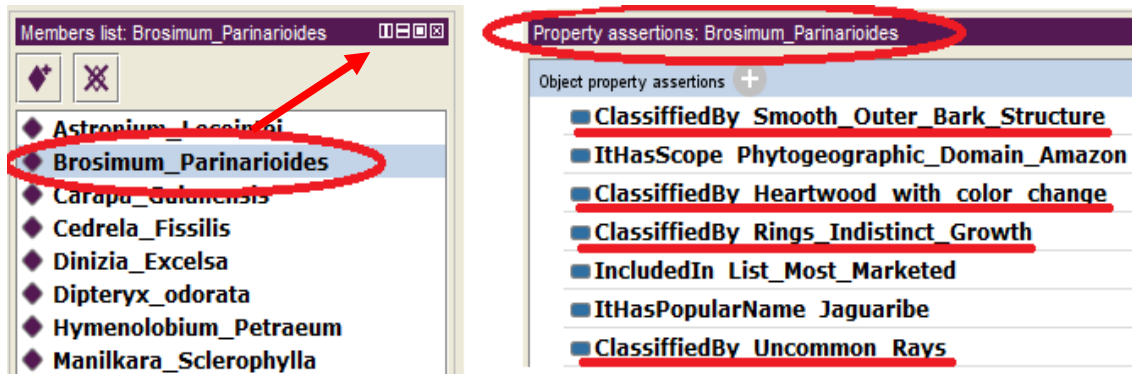 Members list: Brosimum_Parinarioides
Astronium_Lecointei
Brosimum_Parinarioides
Carapa_Guianensis
Cedrela_Fissilis
Dinizia_Excelsa
Dipteryx_odorata
Hymenolobium_Petraeum
Manilkara_Sclerophylla
Property assertions: Brosimum_Parinarioides
Object property assertions
ClassiffiedBy Smooth_Outer_Bark_Structure
ItHasScope Phytogeographic_Domain_Amazon
ClassiffiedBy Heartwood_with_color_change
ClassiffiedBy Rings_Indistinct_Growth
IncludedIn List_Most_Marketed
ItHasPopularName Jaguaribe
ClassiffiedBy Uncommon_Rays